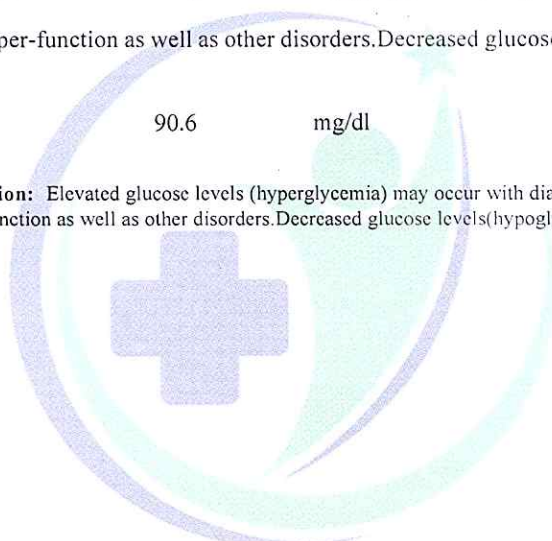 per-function as well as other disorders.Decreased glucose
90.6 mg/dl
ion: Elevated glucose levels (hyperglycemia) may occur with dia
nction as well as other disorders.Decreased glucose levels(hypogl